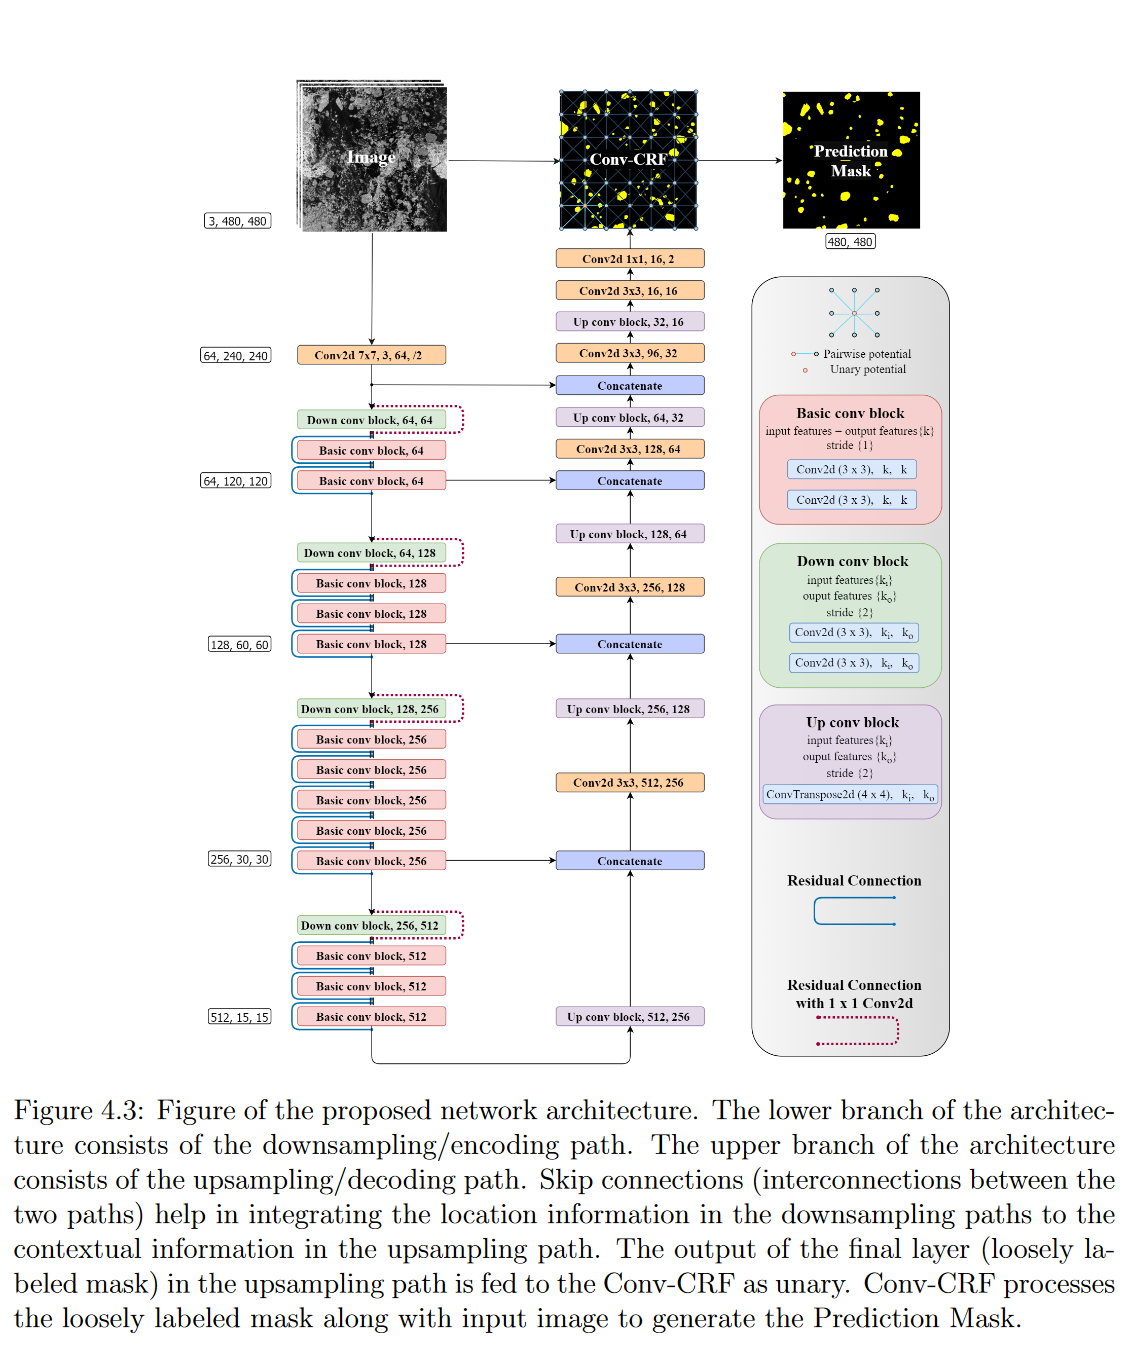 Image
Conv-CRF
Prediction
Mask
3, 480, 480
480, 480
Conv2d 1x1, 16, 2
Conv2d 3x3, 16, 16
Up conv block, 32, 16
Conv2d 3x3, 96, 32
64, 240, 240
Conv2d 7x7, 3, 64, /2
Concatenate
Down conv block, 64, 64
Up conv block, 64, 32
Basic conv block, 64
Conv2d 3x3, 128, 64
64, 120, 120
Basic conv block, 64
Concatenate
Up conv block, 128, 64
Down conv block, 64, 128
Basic conv block, 128
Conv2d 3x3, 256, 128
Basic conv block, 128
128, 60, 60
Basic conv block, 128
Concatenate
Down conv block, 128, 256
Up conv block, 256, 128
Basic conv block, 256
Basic conv block, 256
Conv2d 3x3, 512, 256
Basic conv block, 256
Basic conv block, 256
256, 30, 30
Basic conv block, 256
Concatenate
Down conv block, 256, 512
Basic conv block, 512
Basic conv block, 512
512, 15, 15
Basic conv block, 512
Up conv block, 512, 256
Pairwise potential
Unary potential
Basic conv block
input features – output features{k}
stride {1}
Conv2d (3 x 3), k, k
Conv2d (3 x 3), k, k
Down conv block
input features{ki}
ouput features {ko}
stride {2}
Conv2d (3 x 3), ki, ko
Conv2d (3 x 3), ki, ko
Up conv block
input features{ki}
ouput features {ko}
stride {2}
ConvTranspose2d (4 x 4), ki, ko
Residual Connection
Residual Connection
with 1 x 1 Conv2d
Figure 4.3: Figure of the proposed network architecture. The lower branch of the architec-
ture consists of the downsampling/encoding path. The upper branch of the architecture
consists of the upsampling/decoding path. Skip connections (interconnections between the
two paths) help in integrating the location information in the downsampling paths to the
contextual information in the upsampling path. The output of the final layer (loosely la-
beled mask) in the upsampling path is fed to the Conv-CRF as unary. Conv-CRF processes
the loosely labeled mask along with input image to generate the Prediction Mask.